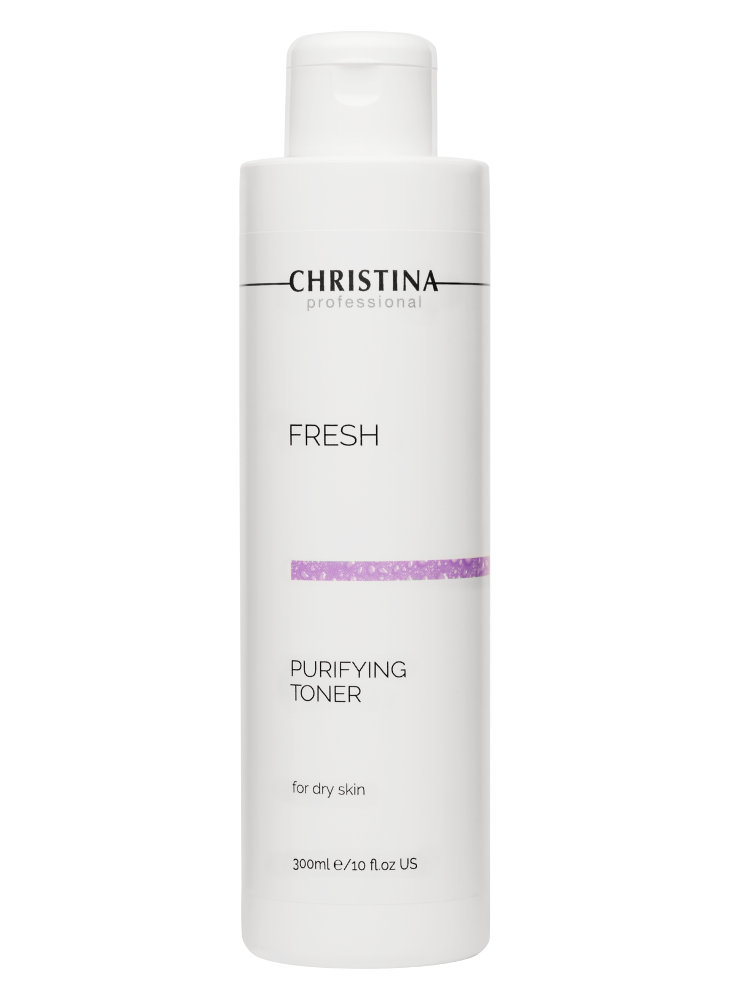 CHRISTINA
professional
FRESH
PURIFYING
TONER
for dry skin
300ml ℮/10 fl.oz US